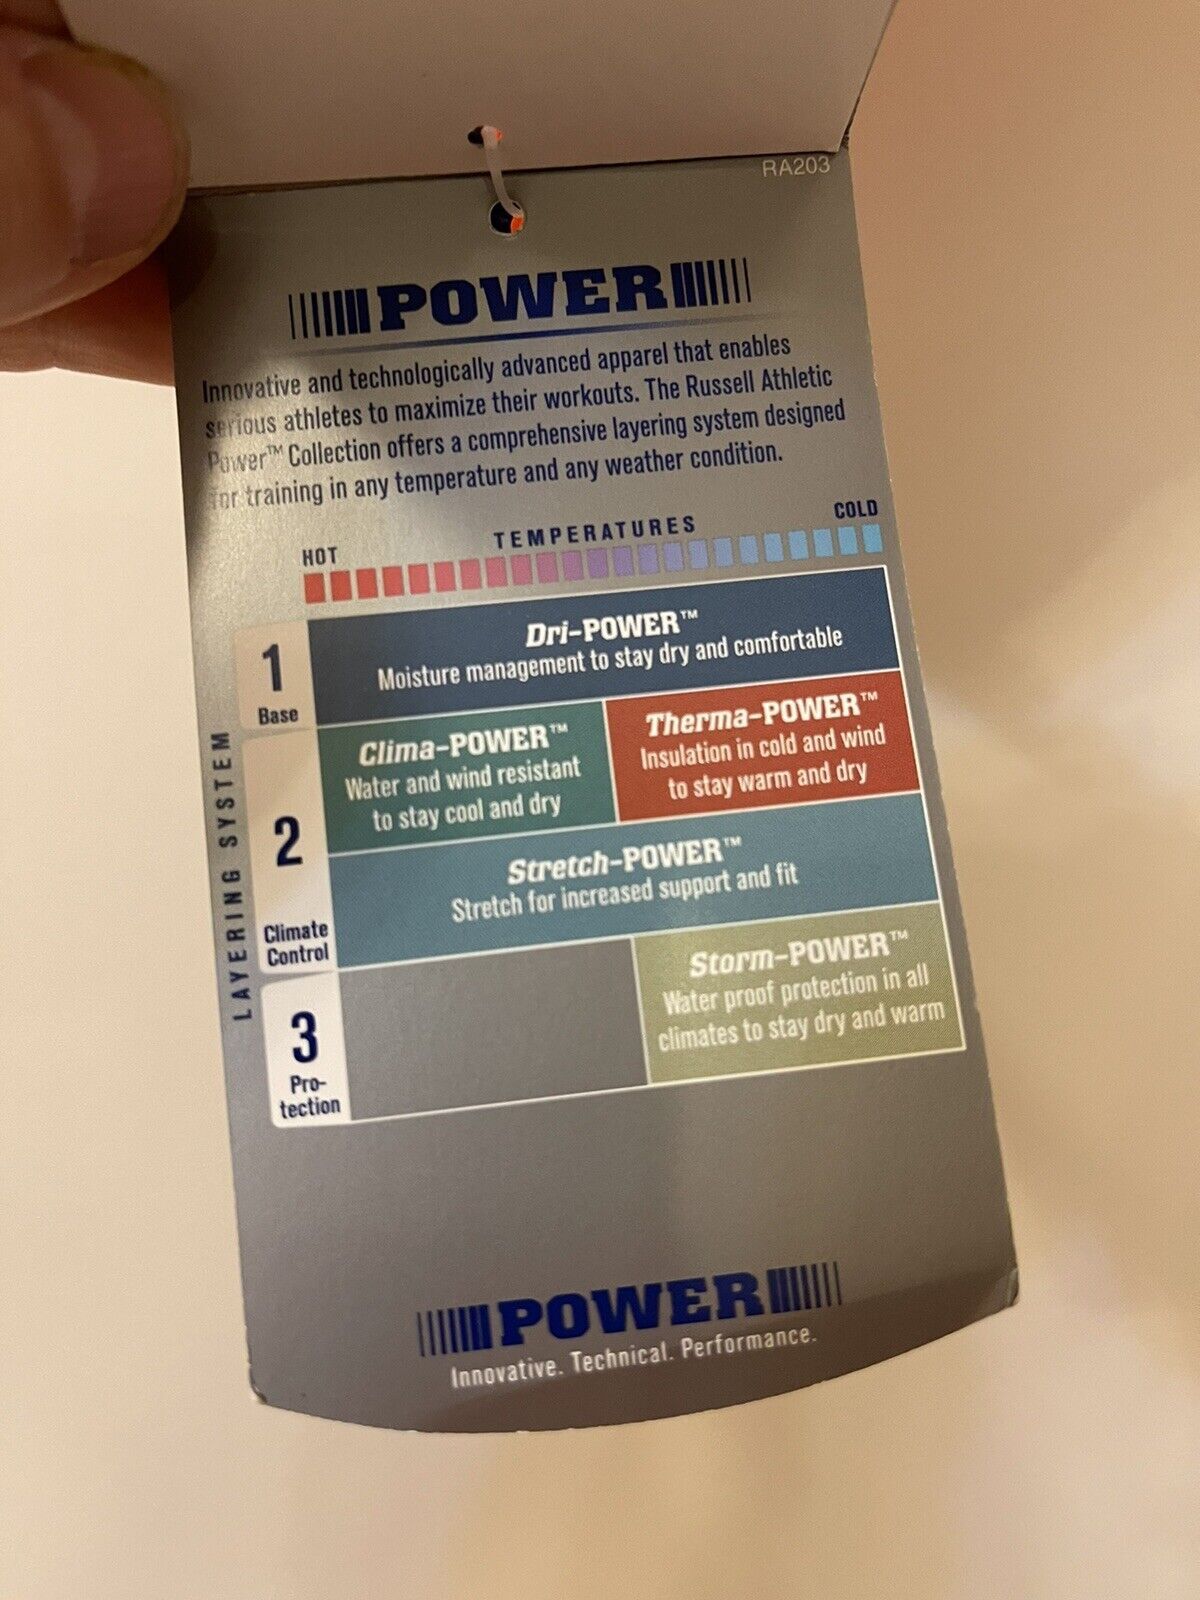 RA203
POWER
Innovative and technologically advanced apparel that enables
serious athletes to maximize their workouts. The Russell Athletic
Power™ Collection offers a comprehensive layering system designed
for training in any temperature and any weather condition.
HOT
TEMPERATURES
COLD
LAYERING SYSTEM
1
Base
Dri-POWER™
Moisture management to stay dry and comfortable
2
Climate
Control
Clima-POWER™
Water and wind resistant
to stay cool and dry
Therma-POWER™
Insulation in cold and wind
to stay warm and dry
Stretch-POWER™
Stretch for increased support and fit
3
Pro-
tection
Storm-POWER™
Water proof protection in all
climates to stay dry and warm
POWER
Innovative. Technical. Performance.